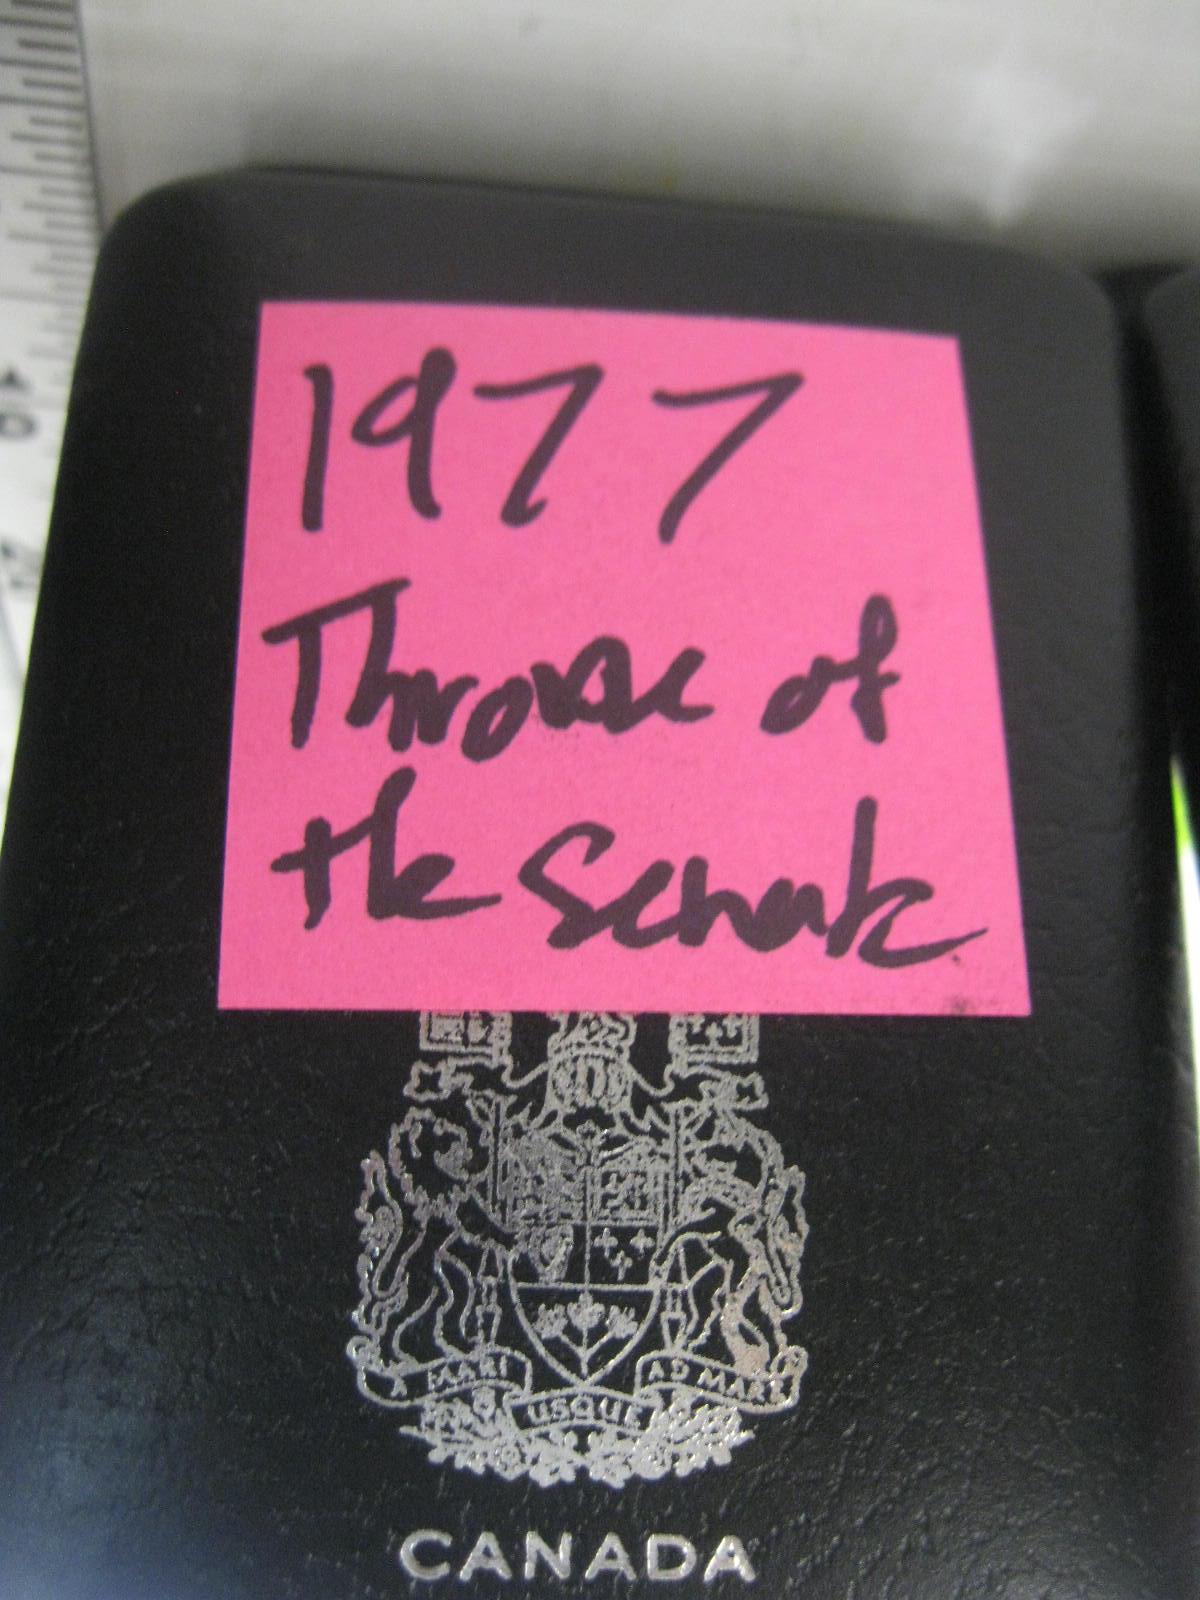 1977
Throne of
the Senate
A MARI
USQUE
AD MARE
CANADA